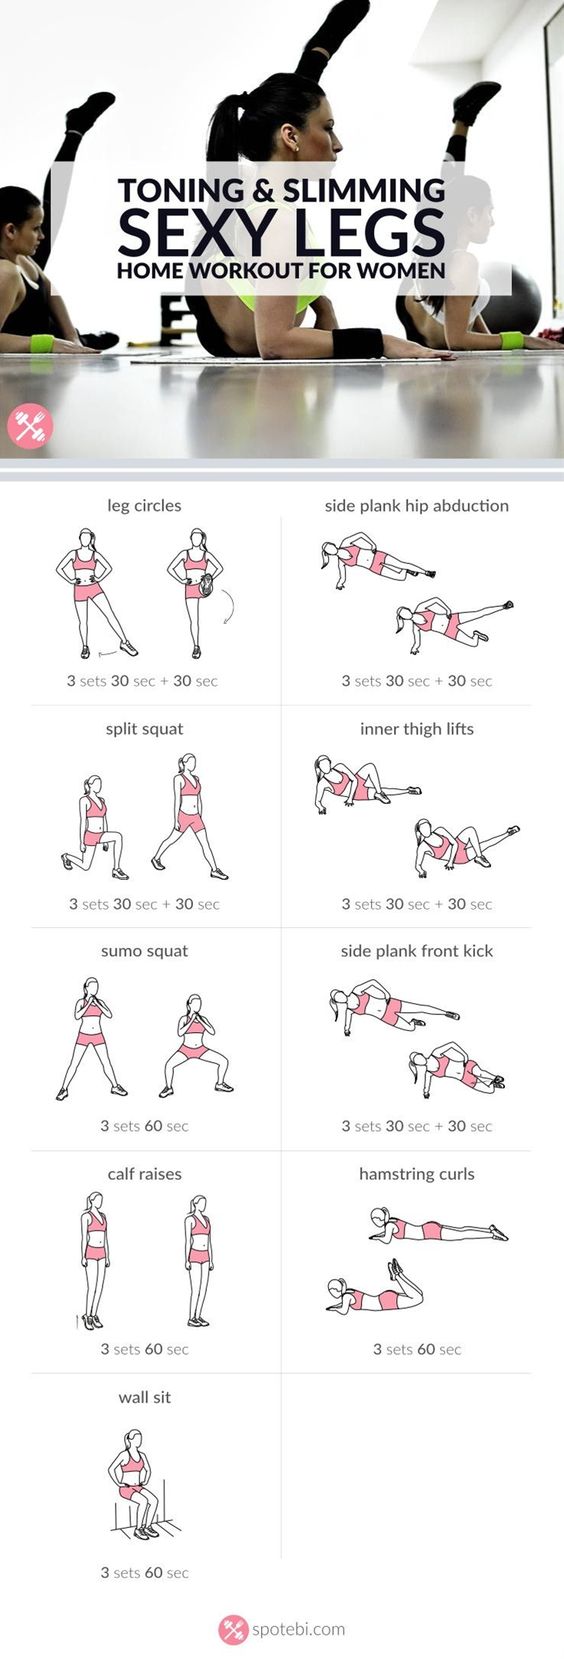 TONING & SLIMMING
SEXY LEGS
HOME WORKOUT FOR WOMEN
leg circles
3 sets 30 sec + 30 sec
side plank hip abduction
3 sets 30 sec + 30 sec
split squat
3 sets 30 sec + 30 sec
inner thigh lifts
3 sets 30 sec + 30 sec
sumo squat
3 sets 60 sec
side plank front kick
3 sets 30 sec + 30 sec
calf raises
3 sets 60 sec
hamstring curls
3 sets 60 sec
wall sit
3 sets 60 sec
spotebi.com